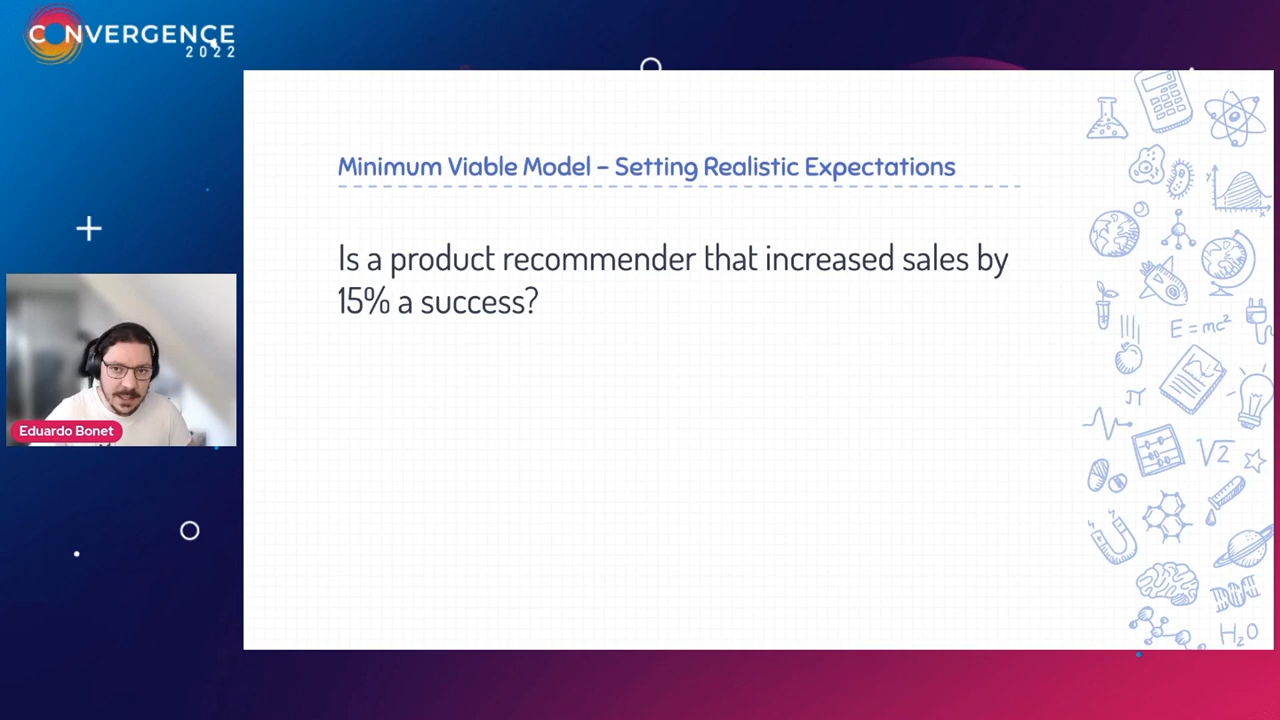 CONVERGENCE
2022
Minimum Viable Model – Setting Realistic Expectations
Is a product recommender that increased sales by
15% a success?
Eduardo Bonet
y
x
E = mc²
π
√2
H₂O